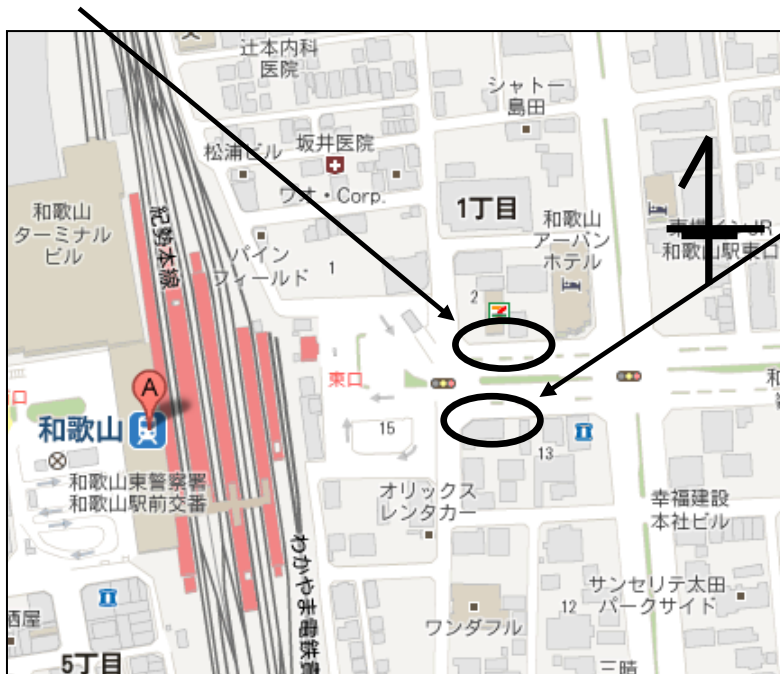 辻本内科
医院
シャトー
島田
松浦ビル
坂井医院
ワオ・Corp.
1丁目
和歌山
ターミナル
ビル
紀勢本線
パイン
フィールド
1
和歌山
アーバン
ホテル
和歌山駅東口
2
東口
A
和歌山
15
13
和歌山東警察署
和歌山駅前交番
オリックス
レンタカー
幸福建設
本社ビル
わかやま電鉄
サンセリテ太田
パークサイド
12
ワンダフル
酒屋
5丁目
三晴